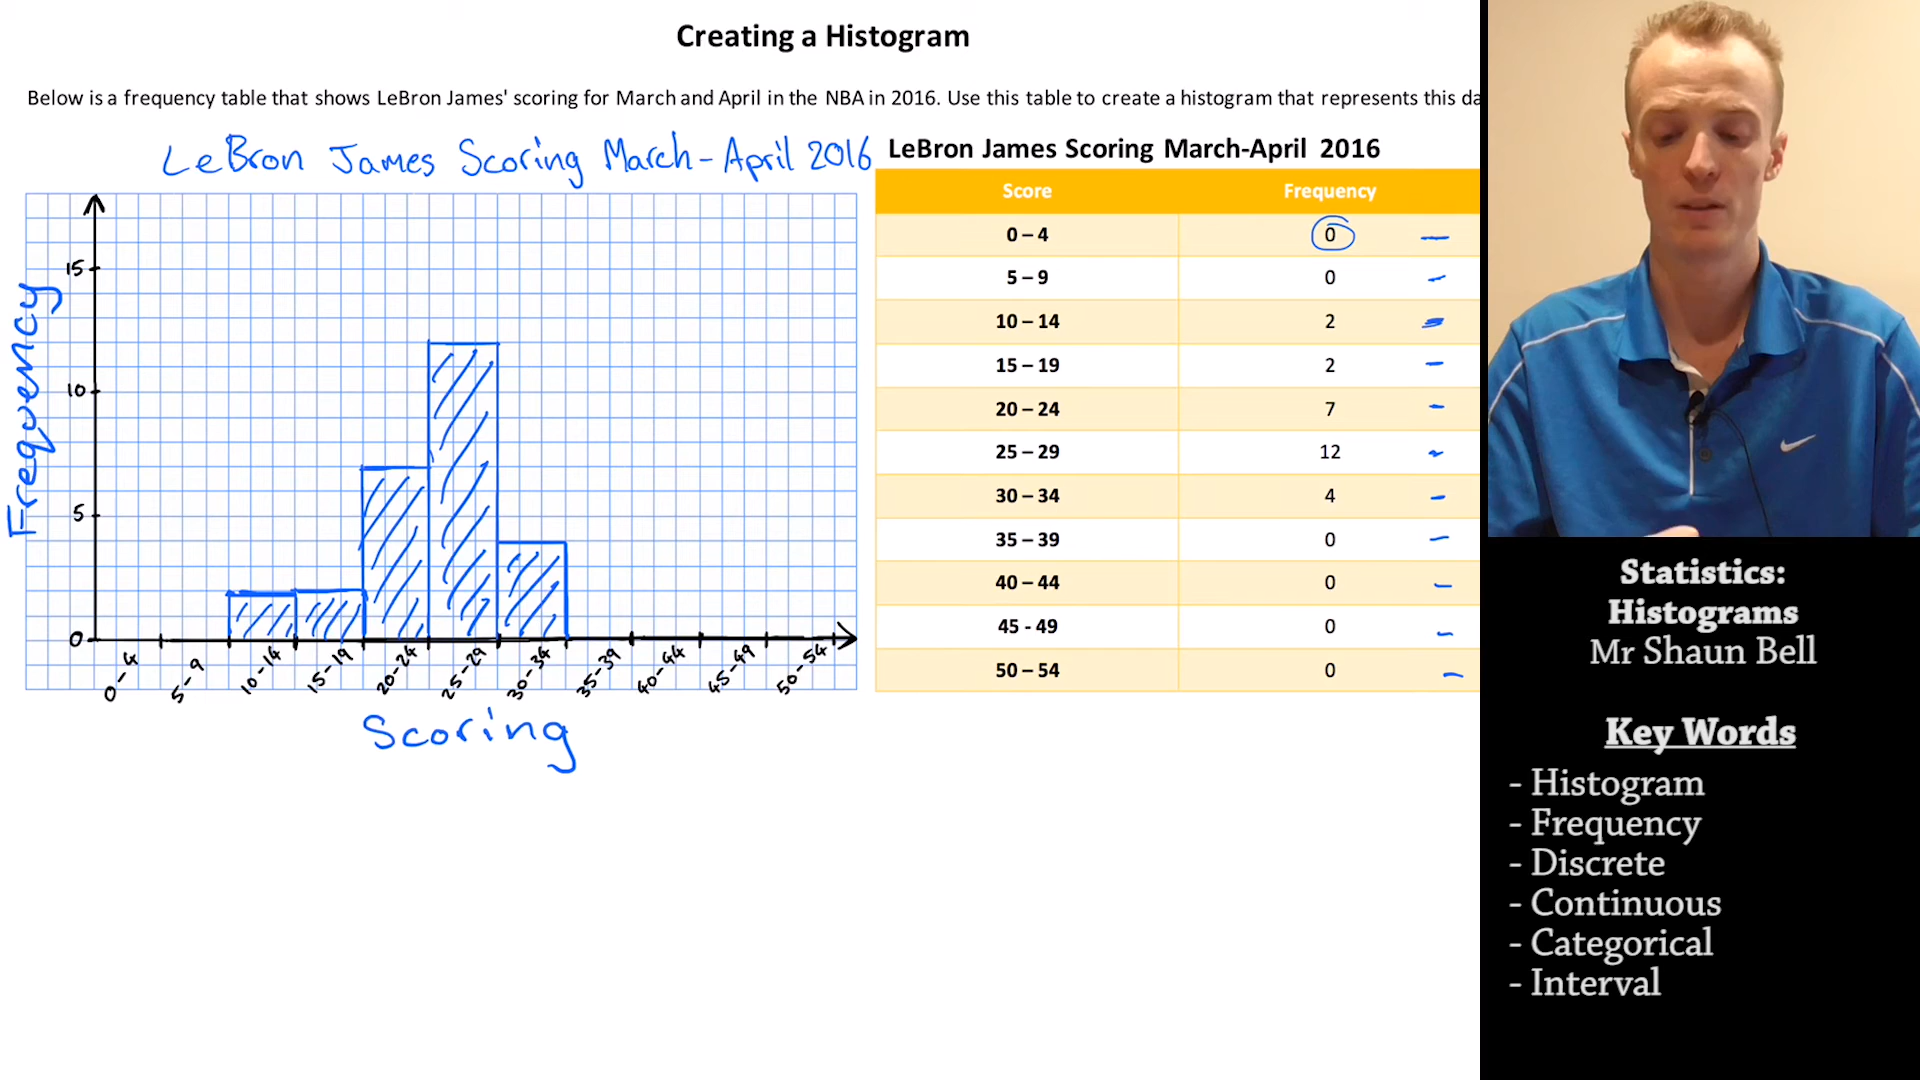 Creating a Histogram
Below is a frequency table that shows LeBron James' scoring for March and April in the NBA in 2016. Use this table to create a histogram that represents this da
LeBron James Scoring March-April 2016
Frequency
15
10
5
0
0-4
5-9
10-14
15-19
20-24
25-29
30-34
35-39
40-44
45-49
50-54
Scoring
LeBron James Scoring March-April 2016
Score Frequency
0 – 4 0
5 – 9 0
10 – 14 2
15 – 19 2
20 – 24 7
25 – 29 12
30 – 34 4
35 – 39 0
40 – 44 0
45 - 49 0
50 – 54 0
Statistics:
Histograms
Mr Shaun Bell
Key Words
- Histogram
- Frequency
- Discrete
- Continuous
- Categorical
- Interval